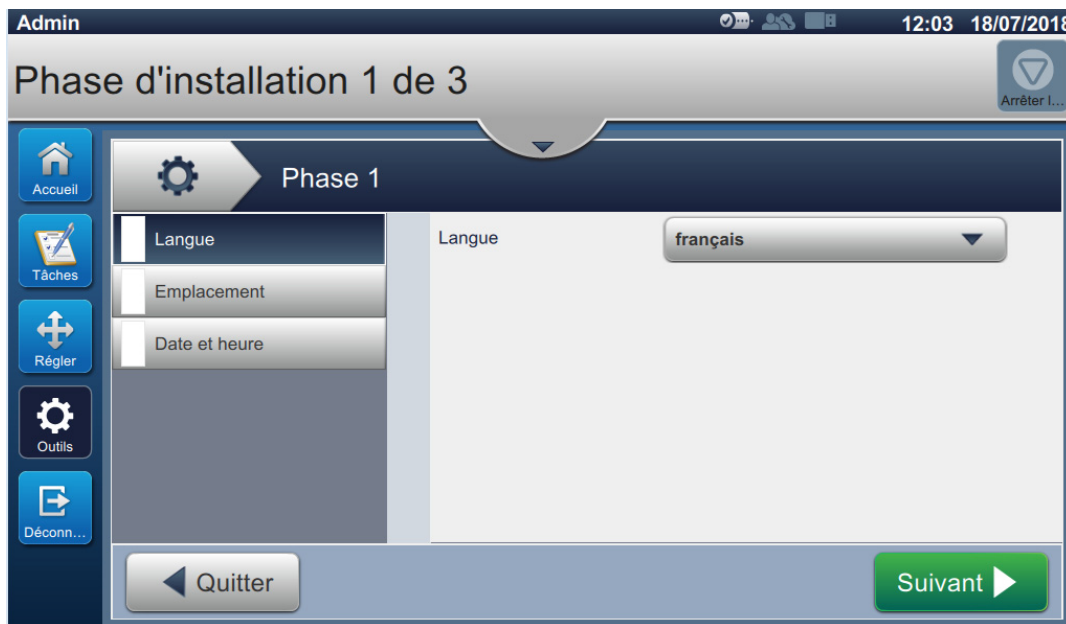 Admin
12:03 18/07/2018
Phase d'installation 1 de 3
Arrêter l...
Accueil
Phase 1
Tâches
Langue
Langue
français
Emplacement
Régler
Date et heure
Outils
Déconn...
Quitter
Suivant